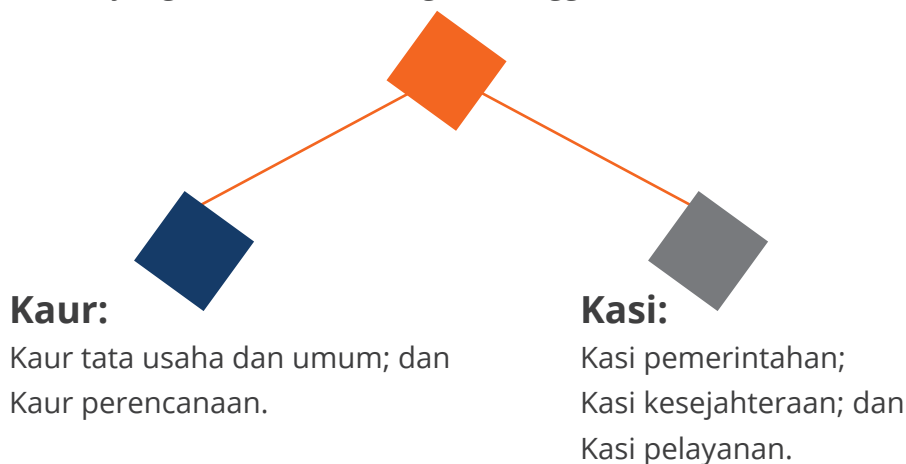 Kaur:
Kaur tata usaha dan umum; dan
Kaur perencanaan.
Kasi:
Kasi pemerintahan;
Kasi kesejahteraan; dan
Kasi pelayanan.